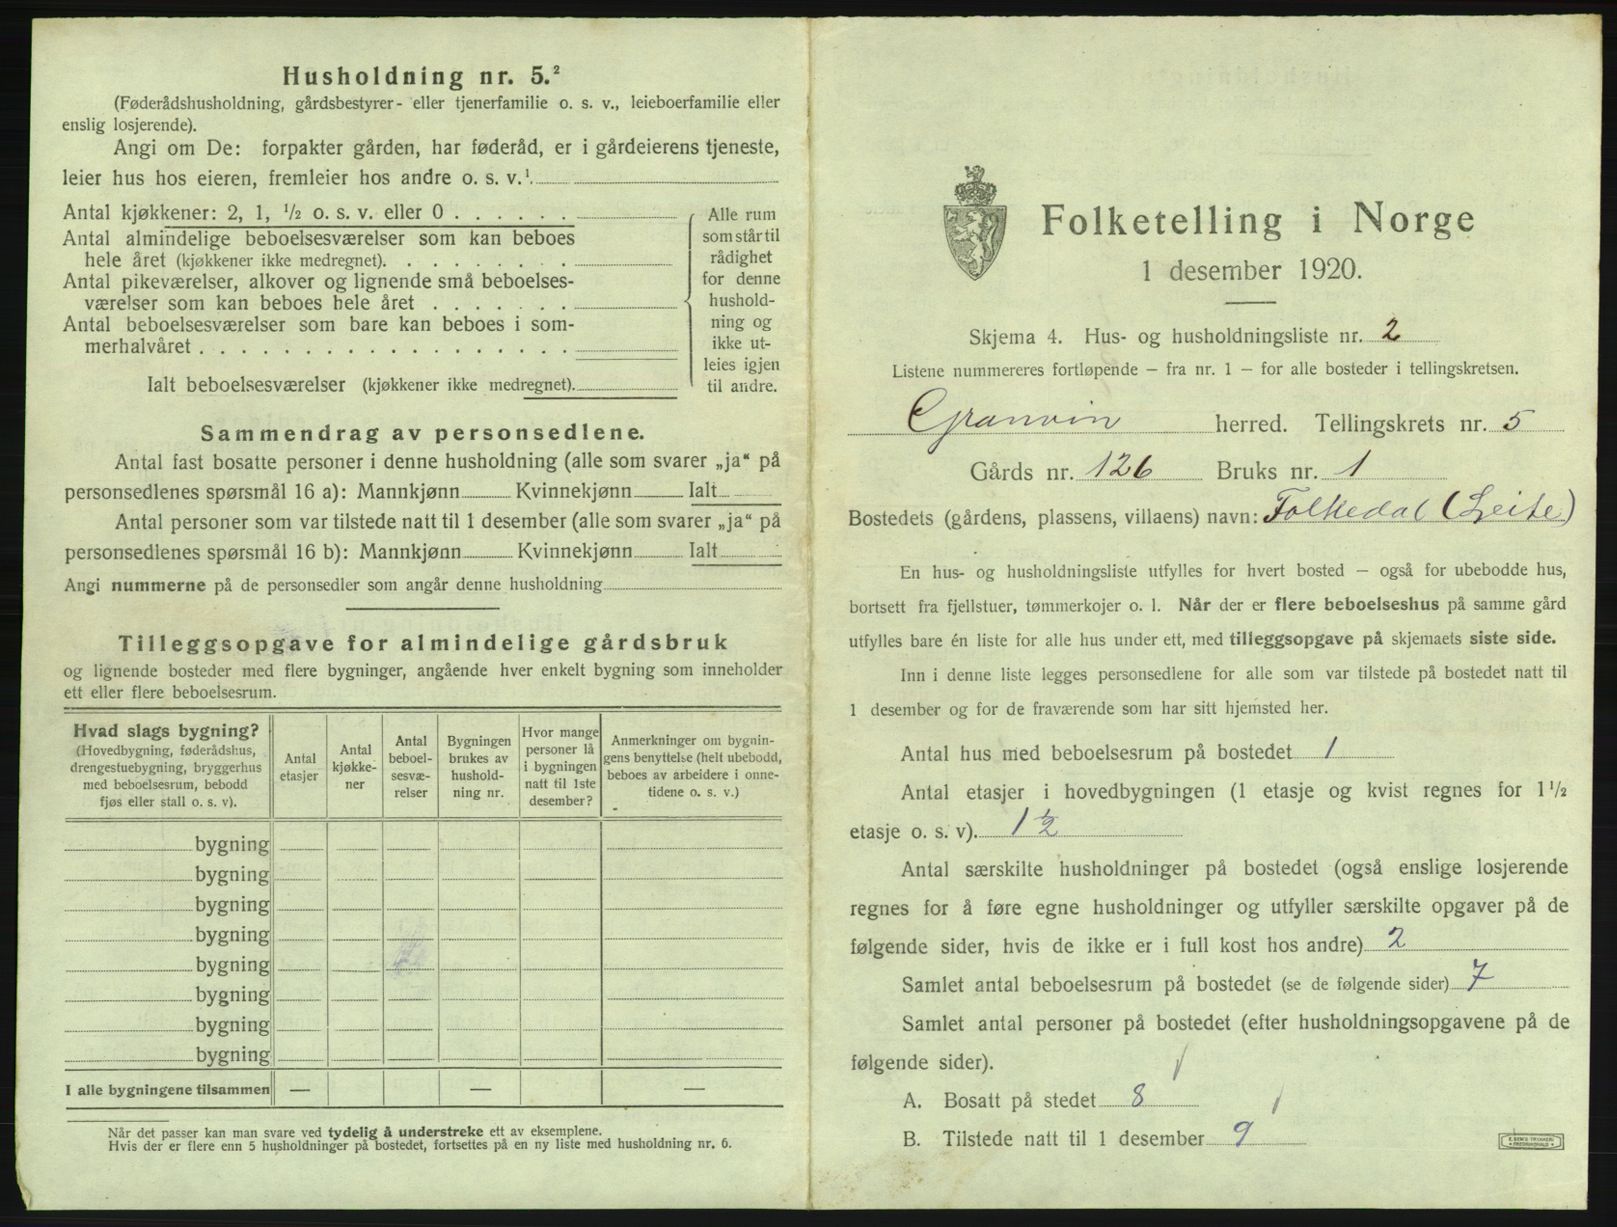 Husholdning nr. 5.²
(Føderådshusholdning, gårdsbestyrer- eller tjenerfamilie o. s. v., leieboerfamilie eller
enslig losjerende).
Angi om De: forpakter gården, har føderåd, er i gårdeierens tjeneste,
leier hus hos eieren, fremleier hos andre o. s. v.¹.
Antal kjøkkener: 2, 1, ½ o. s. v. eller 0
Antal almindelige beboelsesværelser som kan beboes
hele året (kjøkkener ikke medregnet).
Antal pikeværelser, alkover og lignende små beboelses-
værelser som kan beboes hele året
Antal beboelsesværelser som bare kan beboes i som-
merhalvåret
Ialt beboelsesværelser (kjøkkener ikke medregnet).
Alle rum
som står til
rådighet
for denne
hushold-
ning og
ikke ut-
leies igjen
til andre.
Sammendrag av personsedlene.
Antal fast bosatte personer i denne husholdning (alle som svarer „ja“ på
personsedlenes spørsmål 16 a): Mannkjønn Kvinnekjønn Ialt
Antal personer som var tilstede natt til 1 desember (alle som svarer „ja“ på
personsedlenes spørsmål 16 b): Mannkjønn Kvinnekjønn Ialt
Angi nummerne på de personsedler som angår denne husholdning
Tilleggsopgave for almindelige gårdsbruk
og lignende bosteder med flere bygninger, angående hver enkelt bygning som inneholder
ett eller flere beboelsesrum.
Hvad slags bygning?
(Hovedbygning, føderådshus,
drengestuebygning, bryggerhus
med beboelsesrum, bebodd
fjøs eller stall o. s. v).
Antal
etasjer
Antal
kjøkke-
ner
Antal
beboel-
sesvæ-
relser
Bygningen
brukes av
hushold-
ning nr.
Hvor mange
personer lå
i bygningen
natt til 1ste
desember?
Anmerkninger om bygnin-
gens benyttelse (helt ubebodd,
beboes av arbeidere i onne-
tidene o. s. v.)
bygning
bygning
bygning
bygning
bygning
bygning
bygning
bygning
I alle bygningene tilsammen — — —
Når det passer kan man svare ved tydelig å understreke ett av eksemplene.
Hvis der er flere enn 5 husholdninger på bostedet, fortsettes på en ny liste med husholdning nr. 6.
Folketelling i Norge
1 desember 1920.
Skjema 4. Hus- og husholdningsliste nr. 2
Listene nummereres fortløpende – fra nr. 1 – for alle bosteder i tellingskretsen.
Granvin herred. Tellingskrets nr. 5
Gårds nr. 126 Bruks nr. 1
Bostedets (gårdens, plassens, villaens) navn: Folkedal (Leite)
En hus- og husholdningsliste utfylles for hvert bosted – også for ubebodde hus,
bortsett fra fjellstuer, tømmerkojer o. l. Når der er flere beboelseshus på samme gård
utfylles bare én liste for alle hus under ett, med tilleggsopgave på skjemaets siste side.
Inn i denne liste legges personsedlene for alle som var tilstede på bostedet natt til
1 desember og for de fraværende som har sitt hjemsted her.
Antal hus med beboelsesrum på bostedet 1
Antal etasjer i hovedbygningen (1 etasje og kvist regnes for 1½
etasje o. s. v). 1½
Antal særskilte husholdninger på bostedet (også enslige losjerende
regnes for å føre egne husholdninger og utfyller særskilte opgaver på de
følgende sider, hvis de ikke er i full kost hos andre) 2
Samlet antal beboelsesrum på bostedet (se de følgende sider) 7
Samlet antal personer på bostedet (efter husholdningsopgavene på de
følgende sider).
A. Bosatt på stedet 8
B. Tilstede natt til 1 desember 9